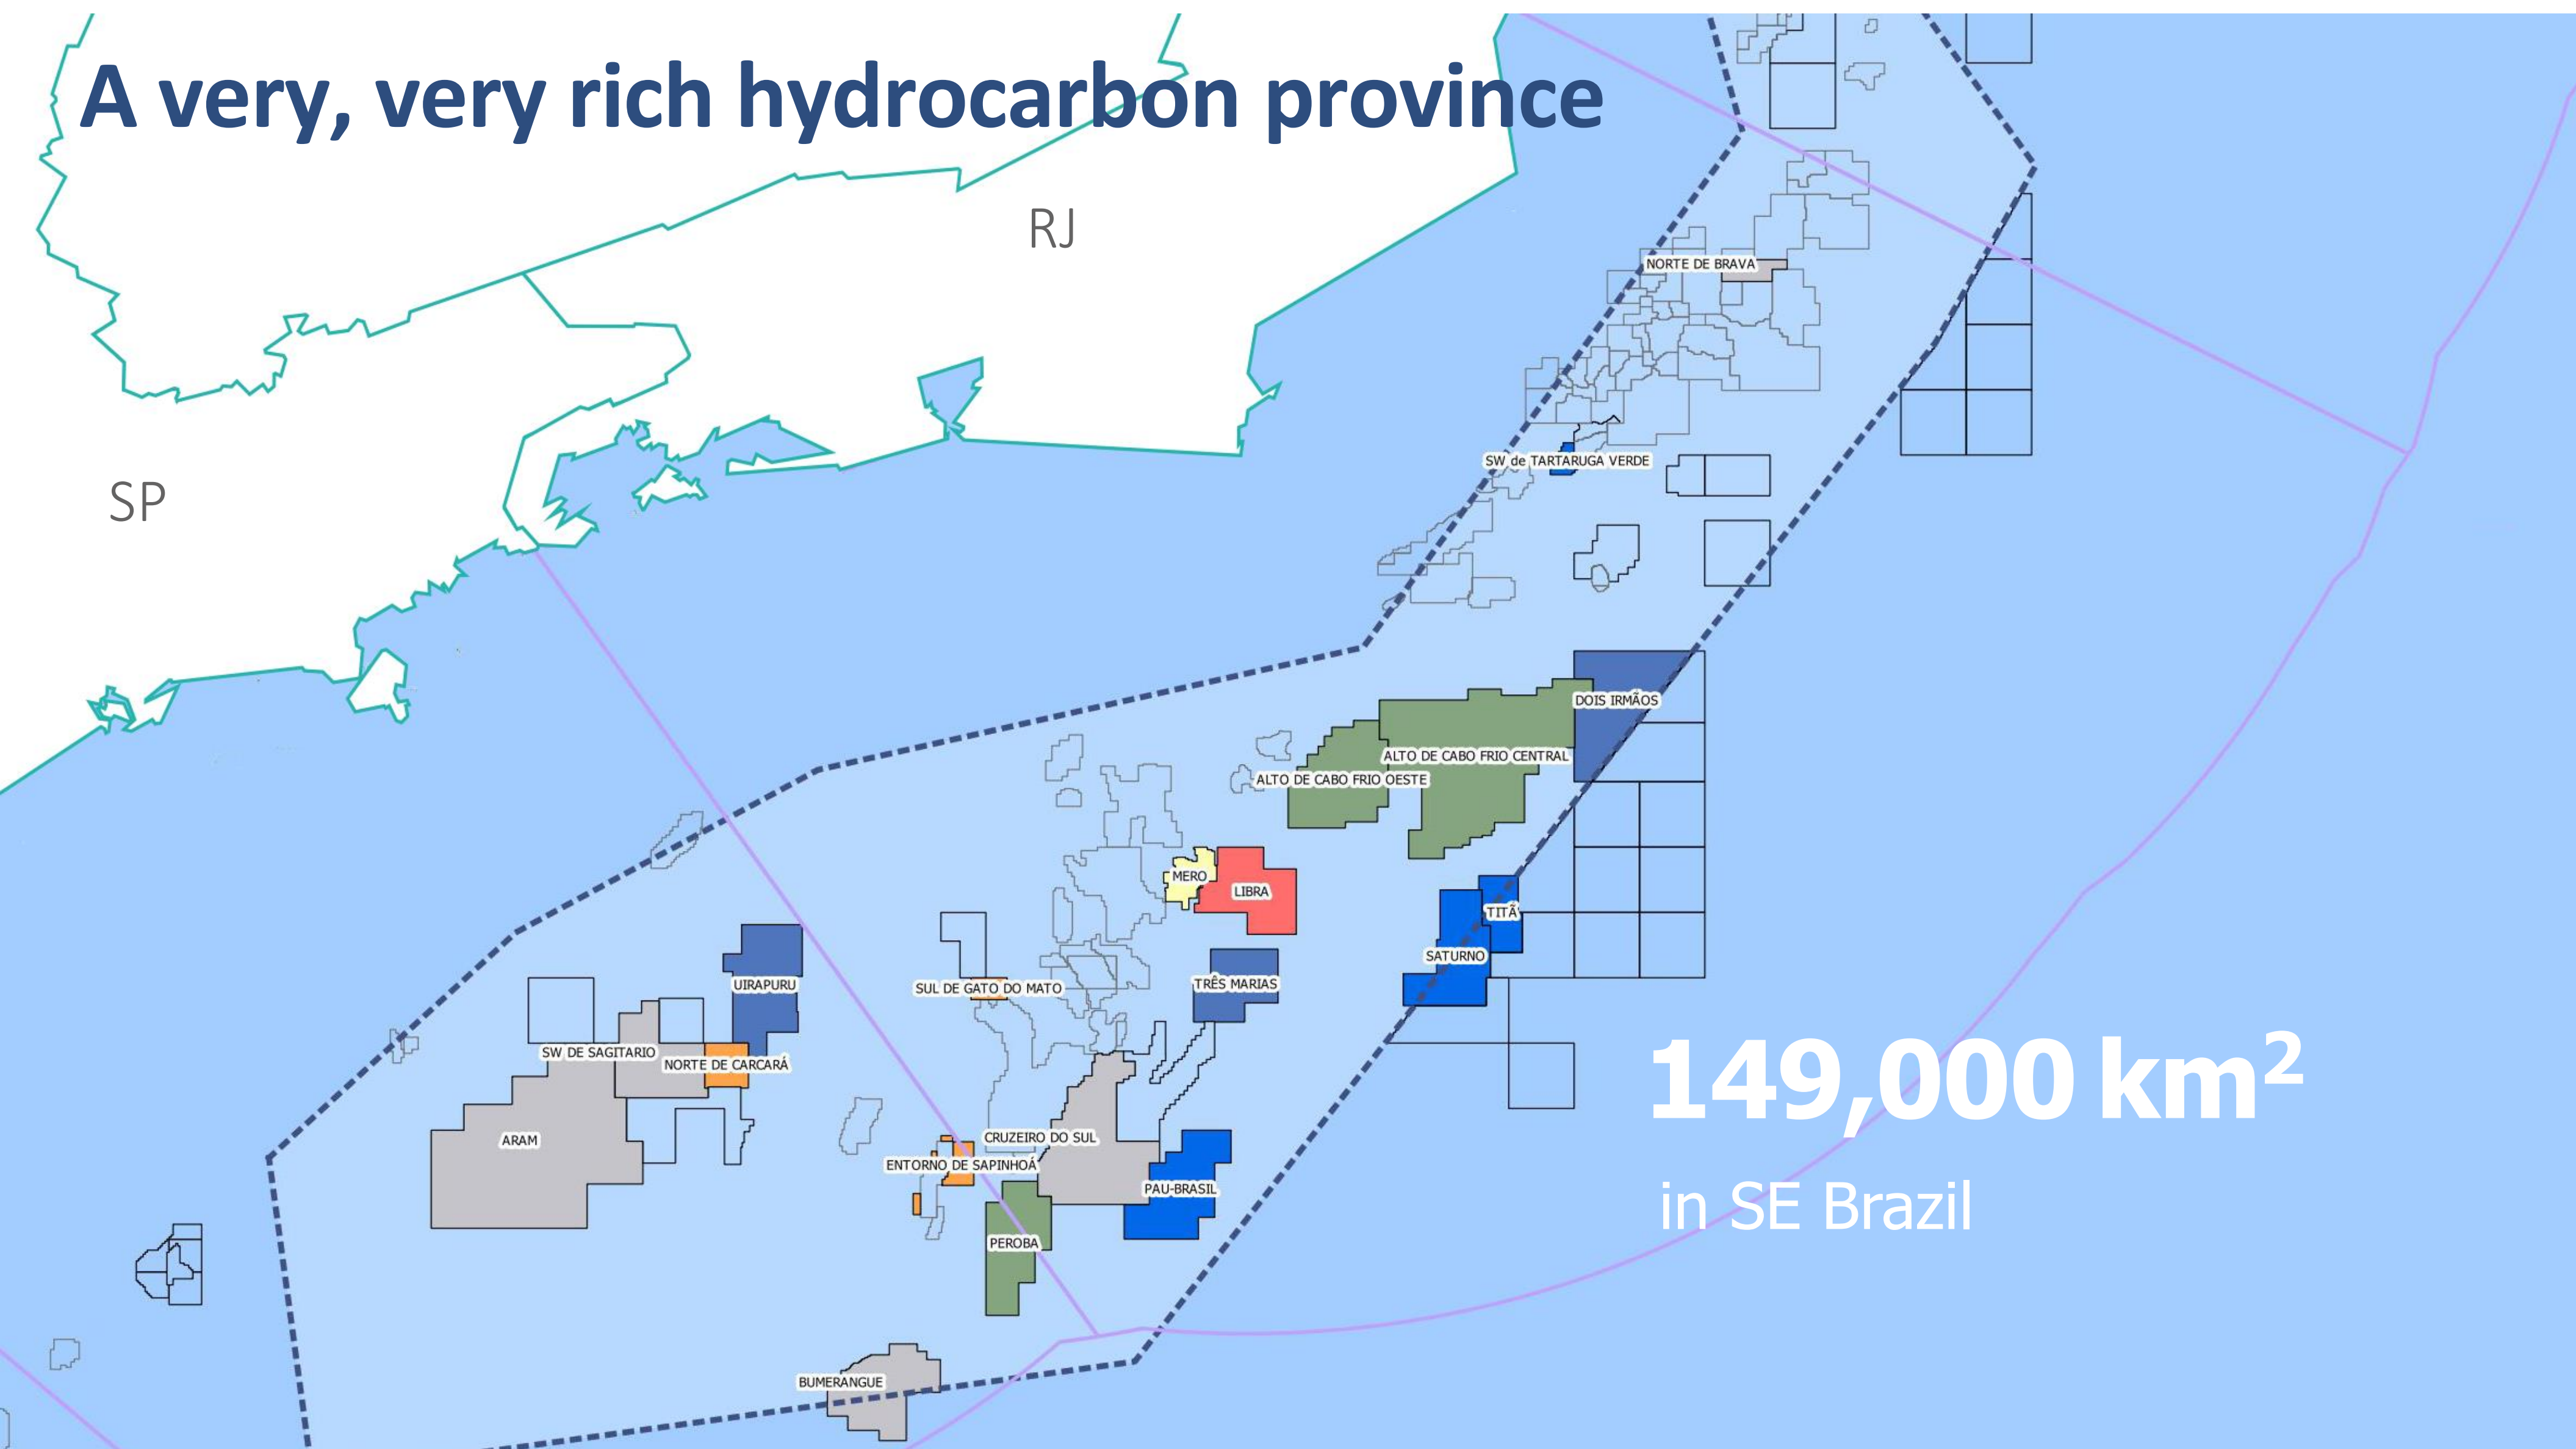 A very, very rich hydrocarbon province
RJ
SP
NORTE DE BRAVA
SW de TARTARUGA VERDE
DOIS IRMÃOS
ALTO DE CABO FRIO CENTRAL
ALTO DE CABO FRIO OESTE
MERO
LIBRA
TITÃ
SATURNO
UIRAPURU
SUL DE GATO DO MATO
TRÊS MARIAS
SW DE SAGITARIO
NORTE DE CARCARÁ
ARAM
CRUZEIRO DO SUL
ENTORNO DE SAPINHOÁ
PAU-BRASIL
PEROBA
BUMERANGUE
149,000 km²
in SE Brazil